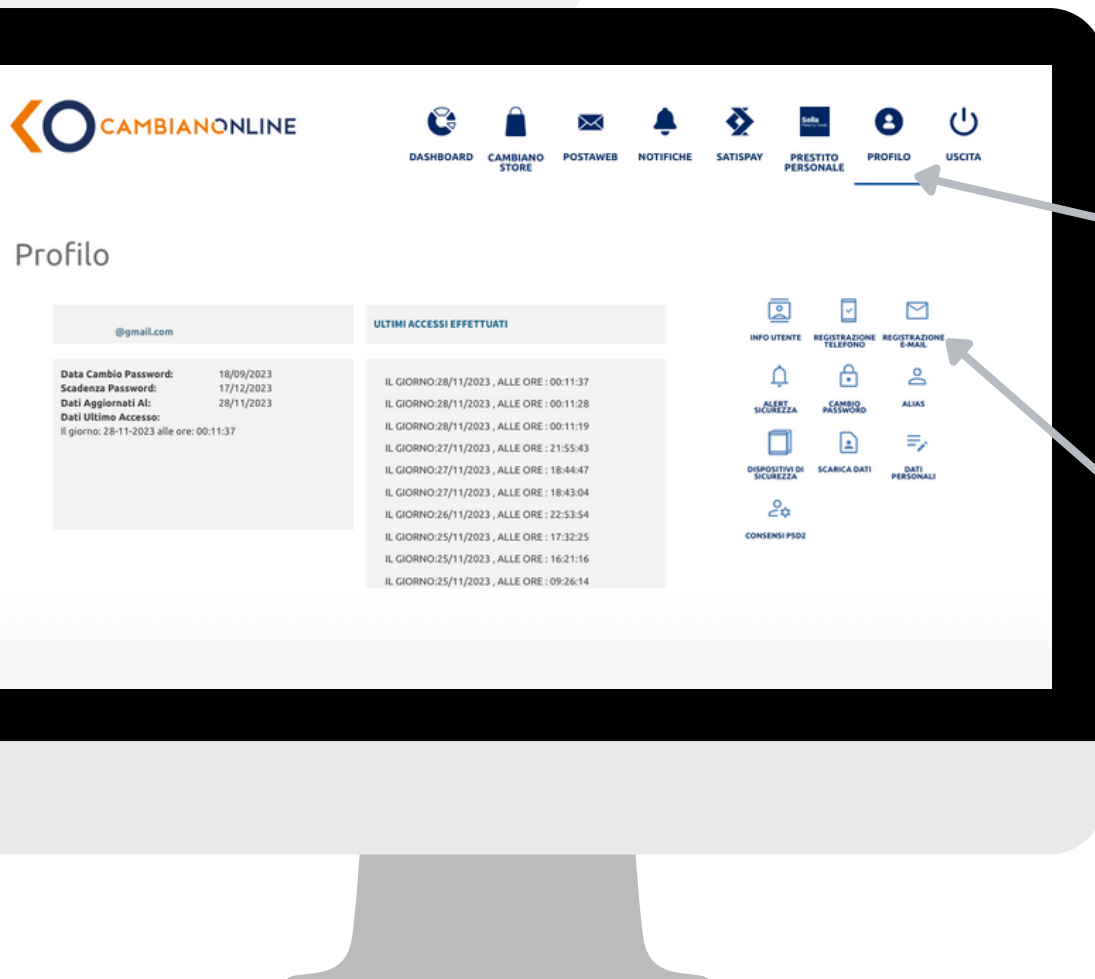 CAMBIANONLINE
DASHBOARD
CAMBIANO
STORE
POSTAWEB
NOTIFICHE
SATISPAY
Sella
PRESTITO
PERSONALE
PROFILO
USCITA
Profilo
@gmail.com
Data Cambio Password: 18/09/2023
Scadenza Password: 17/12/2023
Dati Aggiornati Al: 28/11/2023
Dati Ultimo Accesso:
Il giorno: 28-11-2023 alle ore: 00:11:37
ULTIMI ACCESSI EFFETTUATI
IL GIORNO:28/11/2023 , ALLE ORE : 00:11:37
IL GIORNO:28/11/2023 , ALLE ORE : 00:11:28
IL GIORNO:28/11/2023 , ALLE ORE : 00:11:19
IL GIORNO:27/11/2023 , ALLE ORE : 21:55:43
IL GIORNO:27/11/2023 , ALLE ORE : 18:44:47
IL GIORNO:27/11/2023 , ALLE ORE : 18:43:04
IL GIORNO:26/11/2023 , ALLE ORE : 22:53:54
IL GIORNO:25/11/2023 , ALLE ORE : 17:32:25
IL GIORNO:25/11/2023 , ALLE ORE : 16:21:16
IL GIORNO:25/11/2023 , ALLE ORE : 09:26:14
INFO UTENTE
REGISTRAZIONE
TELEFONO
REGISTRAZIONE
E-MAIL
ALERT
SICUREZZA
CAMBIO
PASSWORD
ALIAS
DISPOSITIVI DI
SICUREZZA
SCARICA DATI
DATI
PERSONALI
CONSENSI PSD2